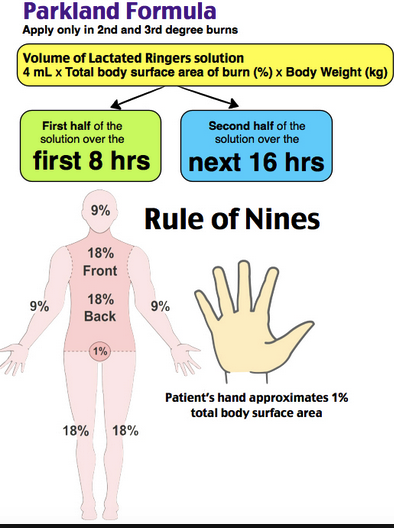 Parkland Formula
Apply only in 2nd and 3rd degree burns
Volume of Lactated Ringers solution
4 mL x Total body surface area of burn (%) x Body Weight (kg)
First half of the
solution over the
first 8 hrs
Second half of the
solution over the
next 16 hrs
Rule of Nines
9%
18%
Front
18%
Back
9%
9%
1%
18%
18%
Patient's hand approximates 1%
total body surface area